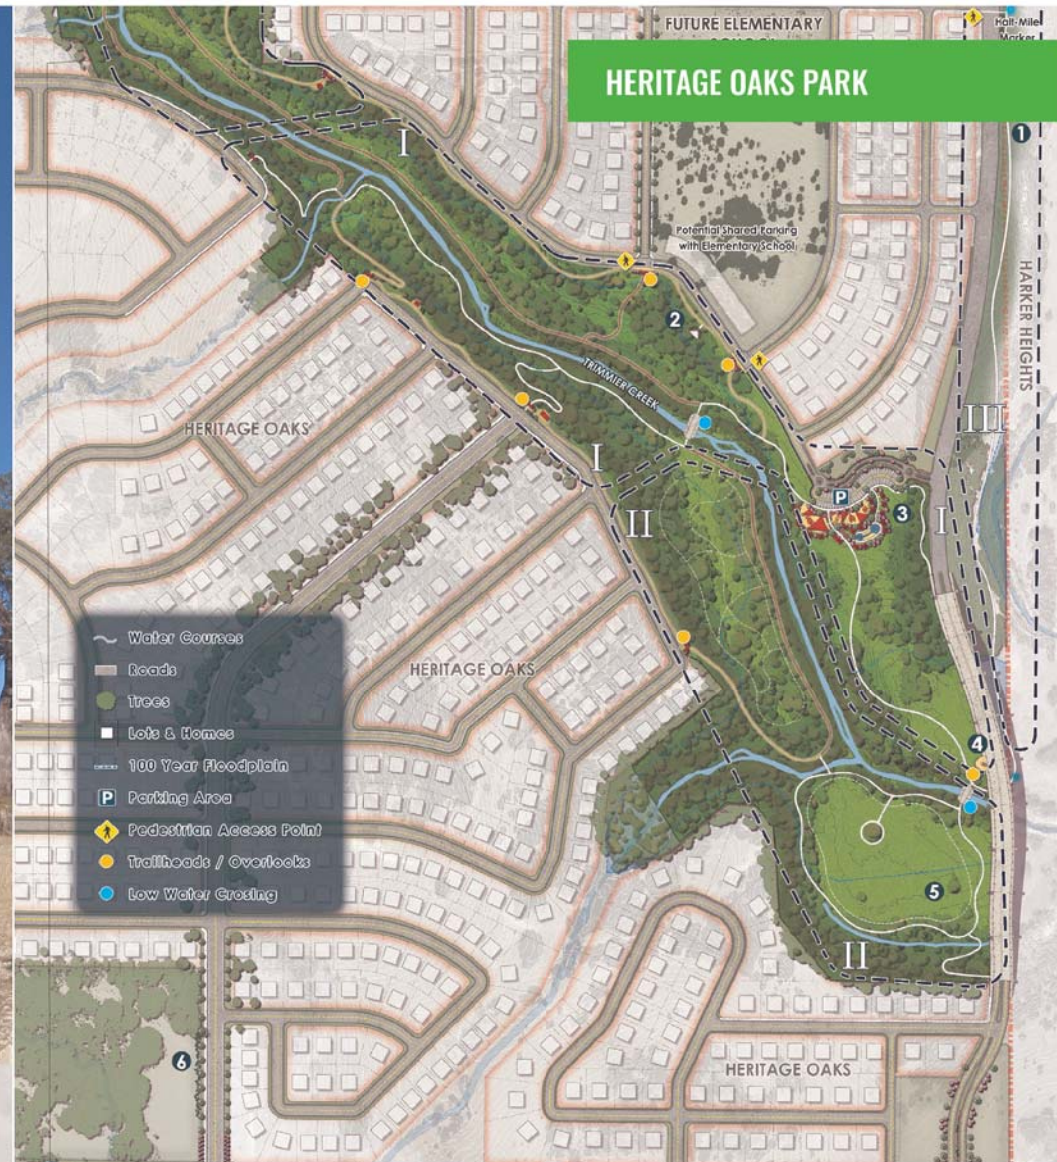 FUTURE ELEMENTARY
Half-Mile
Marker
HERITAGE OAKS PARK
1
I
Potential Shared Parking
with Elementary School
HARKER HEIGHTS
2
TRIMMIER CREEK
III
HERITAGE OAKS
I
P
3
I
II
HERITAGE OAKS
Water Courses
Roads
Trees
Lots & Homes
100 Year Floodplain
P Parking Area
Pedestrian Access Point
Trailheads / Overlooks
Low Water Crosing
4
5
II
6
HERITAGE OAKS